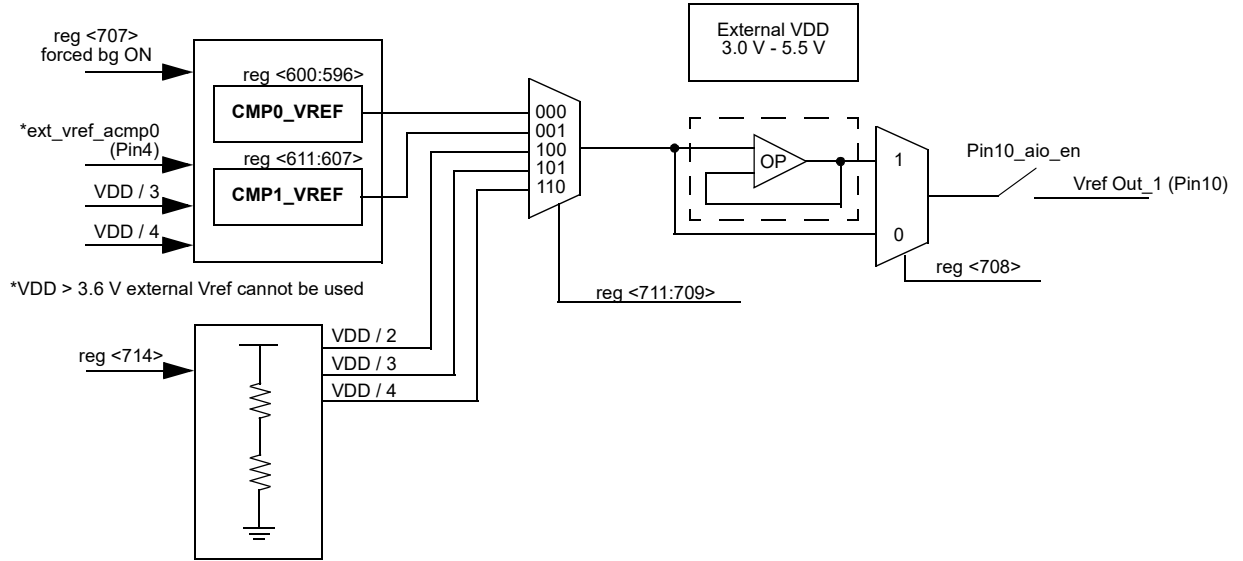 reg <707>
forced bg ON
External VDD
3.0 V - 5.5 V
reg <600:596>
CMP0_VREF
000
001
100
101
110
*ext_vref_acmp0
(Pin4)
reg <611:607>
CMP1_VREF
VDD / 3
VDD / 4
OP
1
0
Pin10_aio_en
Vref Out_1 (Pin10)
reg <708>
*VDD > 3.6 V external Vref cannot be used
reg <711:709>
reg <714>
VDD / 2
VDD / 3
VDD / 4